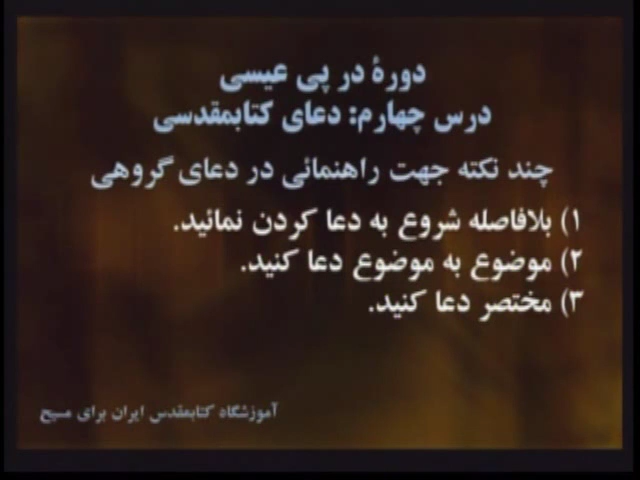 دورهٔ در پی عیسی
درس چهارم: دعای کتابمقدسی
چند نکته جهت راهنمائی در دعای گروهی
۱) بلافاصله شروع به دعا کردن نمائید.
۲) موضوع به موضوع دعا کنید.
۳) مختصر دعا کنید.
آموزشگاه کتابمقدس ایران برای مسیح